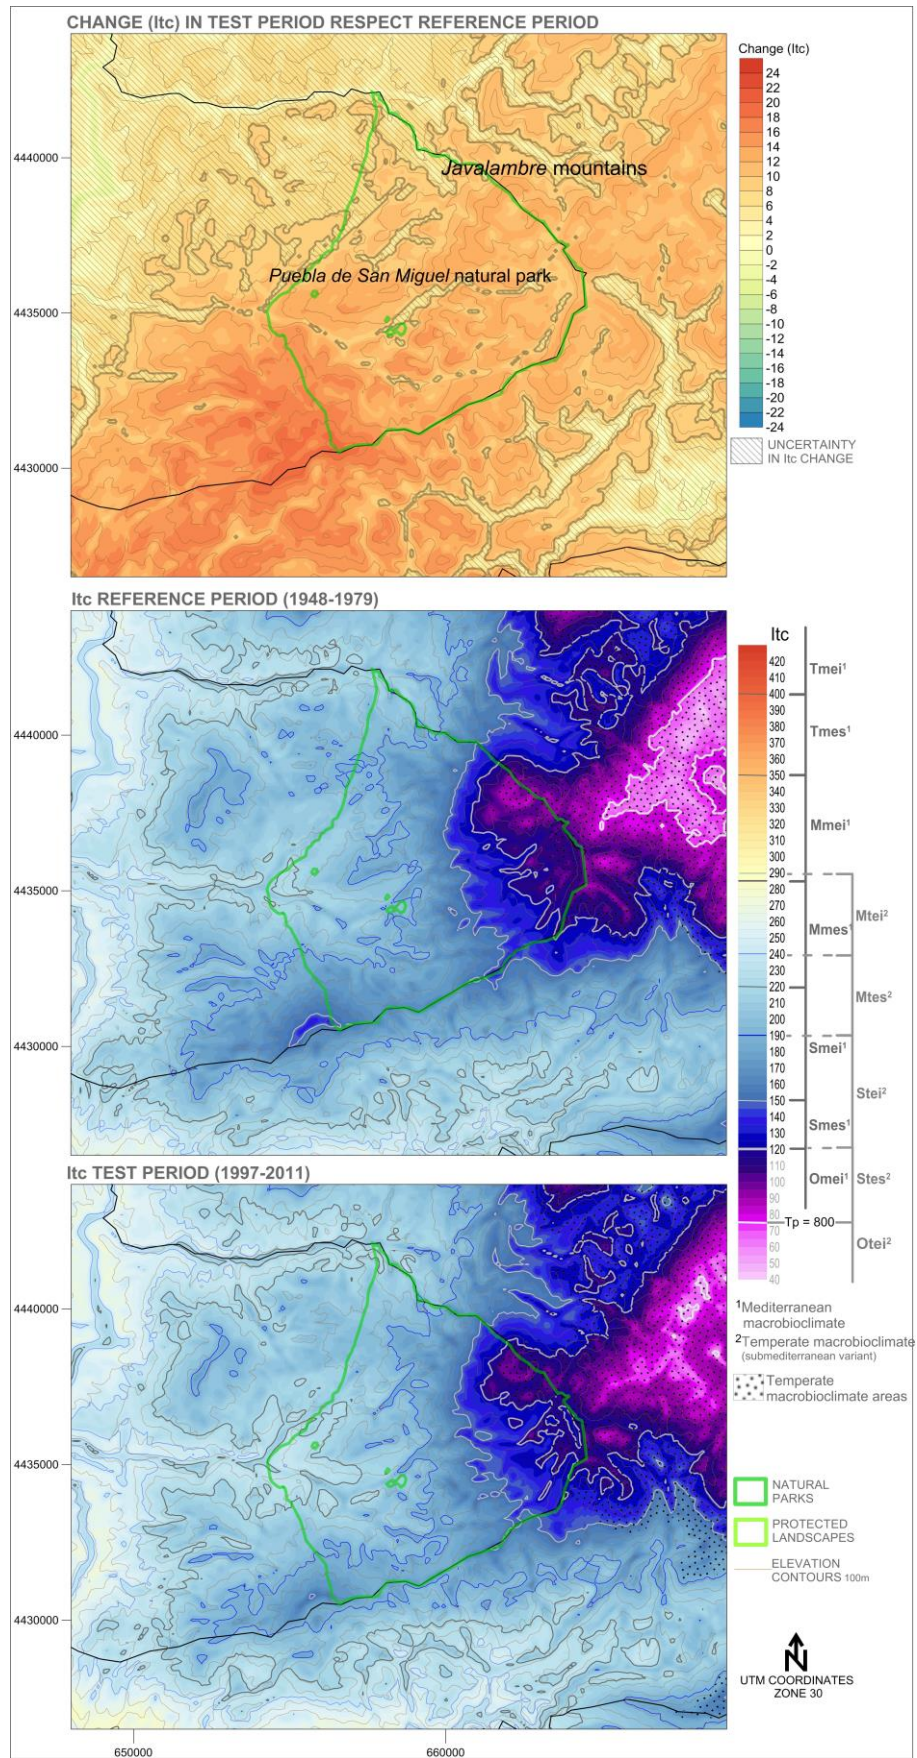 CHANGE (Itc) IN TEST PERIOD RESPECT REFERENCE PERIOD
Change (Itc)
24
22
20
18
16
14
12
10
8
6
4
2
0
-2
-4
-6
-8
-10
-12
-14
-16
-18
-20
-22
-24
UNCERTAINTY
IN Itc CHANGE
4440000
4435000
4430000
Javalambre mountains
Puebla de San Miguel natural park
Itc REFERENCE PERIOD (1948-1979)
4440000
4435000
4430000
Itc
420
410
400
390
380
370
360
350
340
330
320
310
300
290
280
270
260
250
240
230
220
210
200
190
180
170
160
150
140
130
120
110
100
90
80
70
60
50
40
Tp = 800
Tmei¹
Tmes¹
Mmei¹
Mmes¹
Smei¹
Smes¹
Omei¹
Mtei²
Mtes²
Stei²
Stes²
Otei²
Itc TEST PERIOD (1997-2011)
4440000
4435000
4430000
650000
660000
¹Mediterranean
macrobioclimate
²Temperate macrobioclimate
(submediterranean variant)
Temperate
macrobioclimate areas
NATURAL
PARKS
PROTECTED
LANDSCAPES
ELEVATION
CONTOURS 100m
N
UTM COORDINATES
ZONE 30